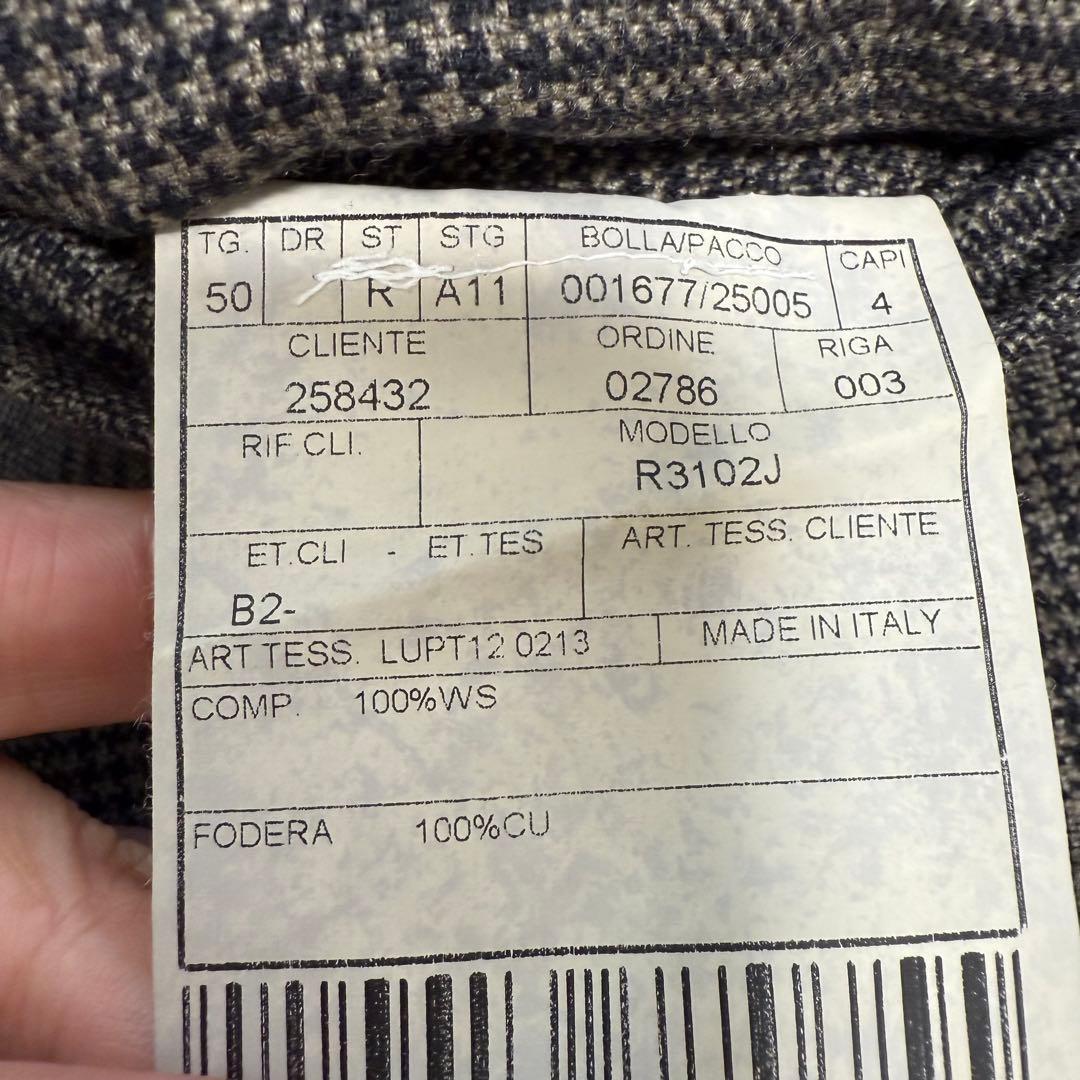 TG. DR ST STG BOLLA/PACCO CAPI
50 R A11 001677/25005 4
CLIENTE ORDINE RIGA
258432 02786 003
RIF.CLI. MODELLO
R3102J
ET.CLI - ET.TES ART. TESS. CLIENTE
B2-
ART TESS. LUPT12 0213 MADE IN ITALY
COMP. 100%WS
FODERA 100%CU